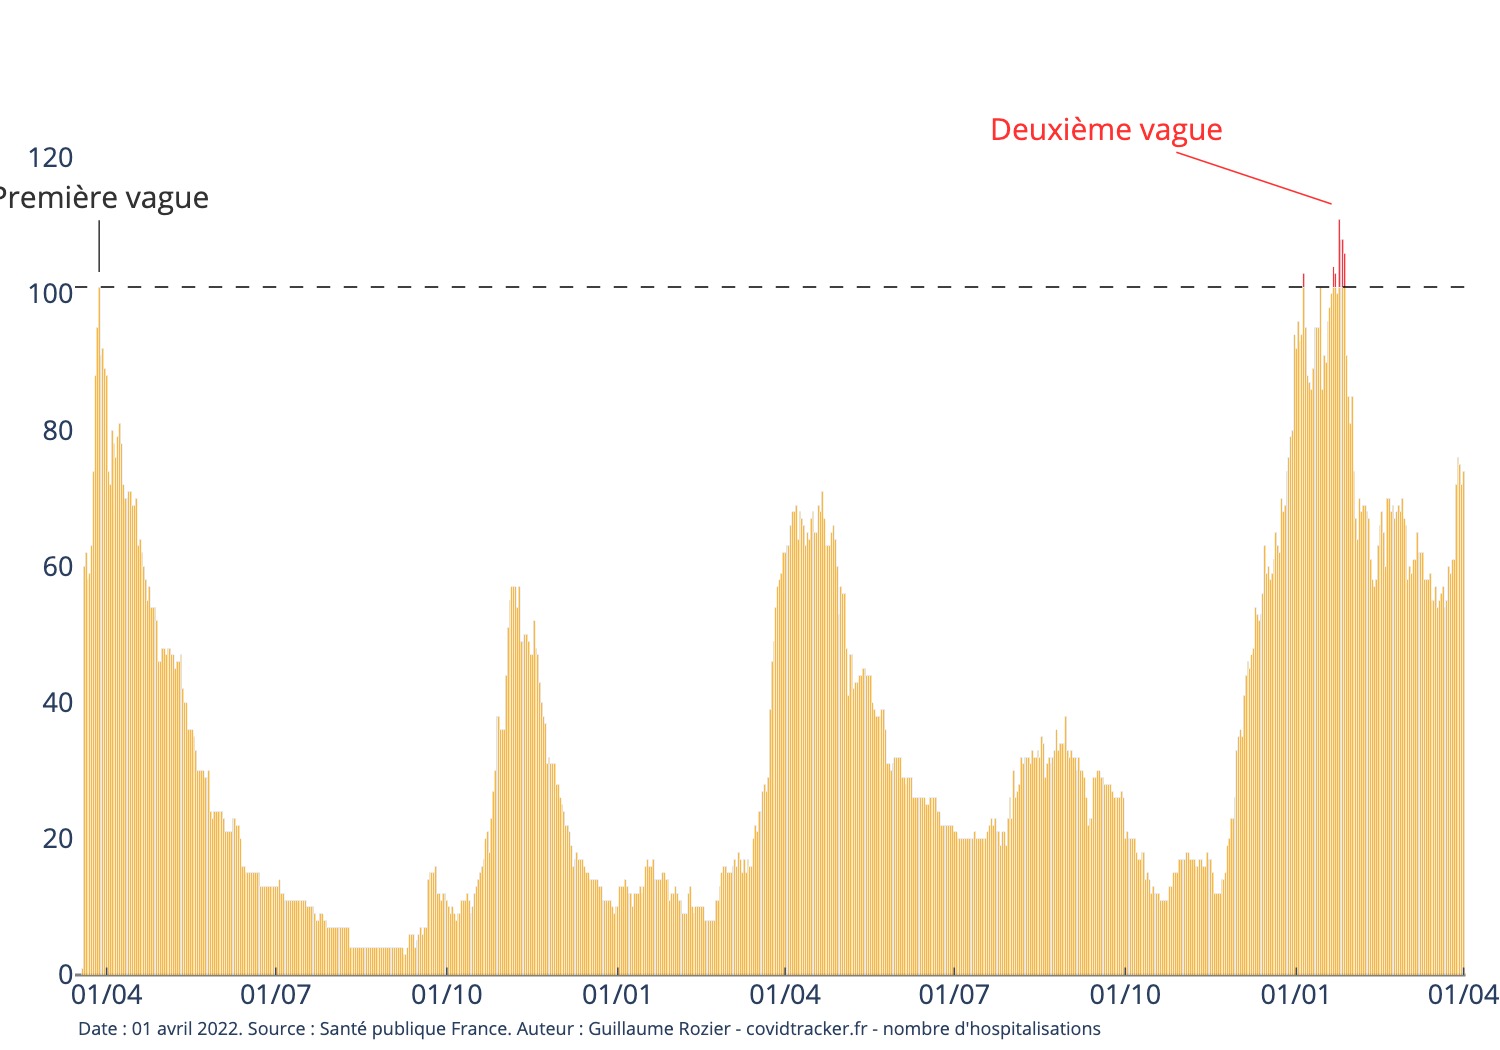 Deuxième vague
120
Première vague
100
80
60
40
20
0
01/04 01/07 01/10 01/01 01/04 01/07 01/10 01/01 01/04
Date : 01 avril 2022. Source : Santé publique France. Auteur : Guillaume Rozier - covidtracker.fr - nombre d'hospitalisations